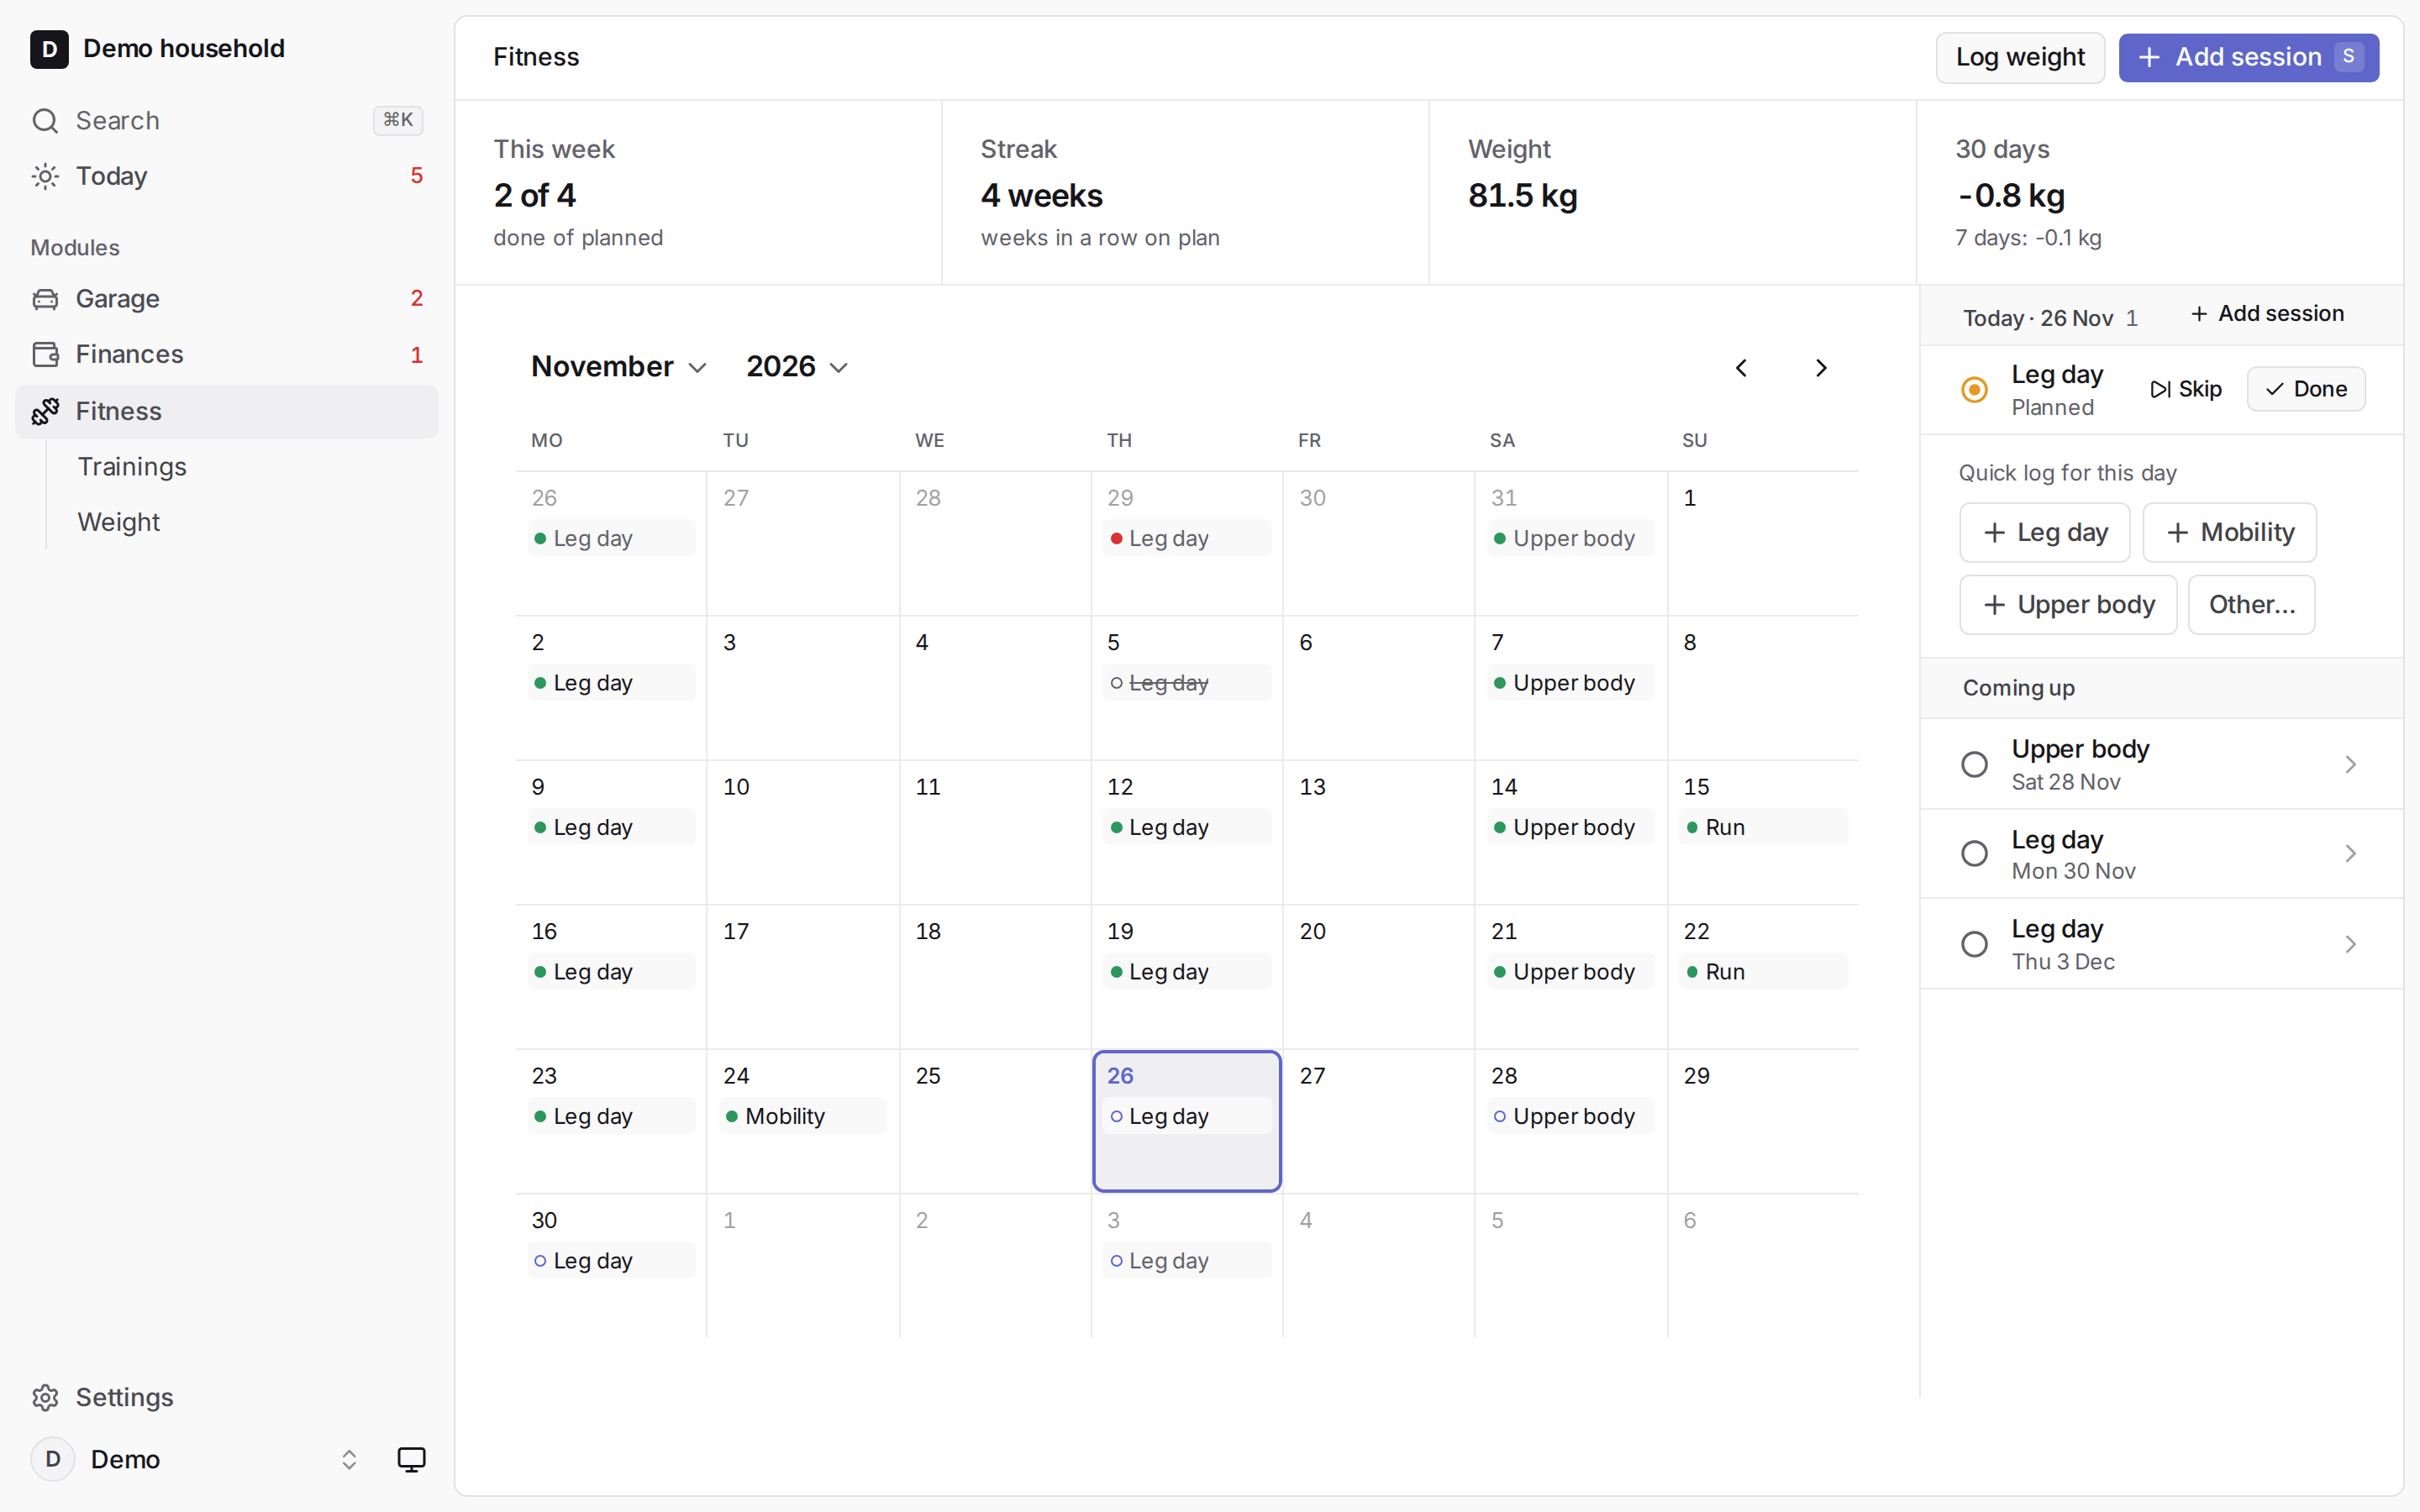 D Demo household
Search ⌘K
Today 5
Modules
Garage 2
Finances 1
Fitness
Trainings
Weight
Settings
D Demo
Fitness
Log weight
+ Add session S
This week
2 of 4
done of planned
Streak
4 weeks
weeks in a row on plan
Weight
81.5 kg
30 days
-0.8 kg
7 days: -0.1 kg
November 2026
MO TU WE TH FR SA SU
26 27 28 29 30 31 1
Leg day Leg day Upper body
2 3 4 5 6 7 8
Leg day Leg day Upper body
9 10 11 12 13 14 15
Leg day Leg day Upper body Run
16 17 18 19 20 21 22
Leg day Leg day Upper body Run
23 24 25 26 27 28 29
Leg day Mobility Leg day Upper body
30 1 2 3 4 5 6
Leg day Leg day
Today · 26 Nov 1 + Add session
Leg day
Planned
Skip Done
Quick log for this day
+ Leg day + Mobility
+ Upper body Other...
Coming up
Upper body
Sat 28 Nov
Leg day
Mon 30 Nov
Leg day
Thu 3 Dec